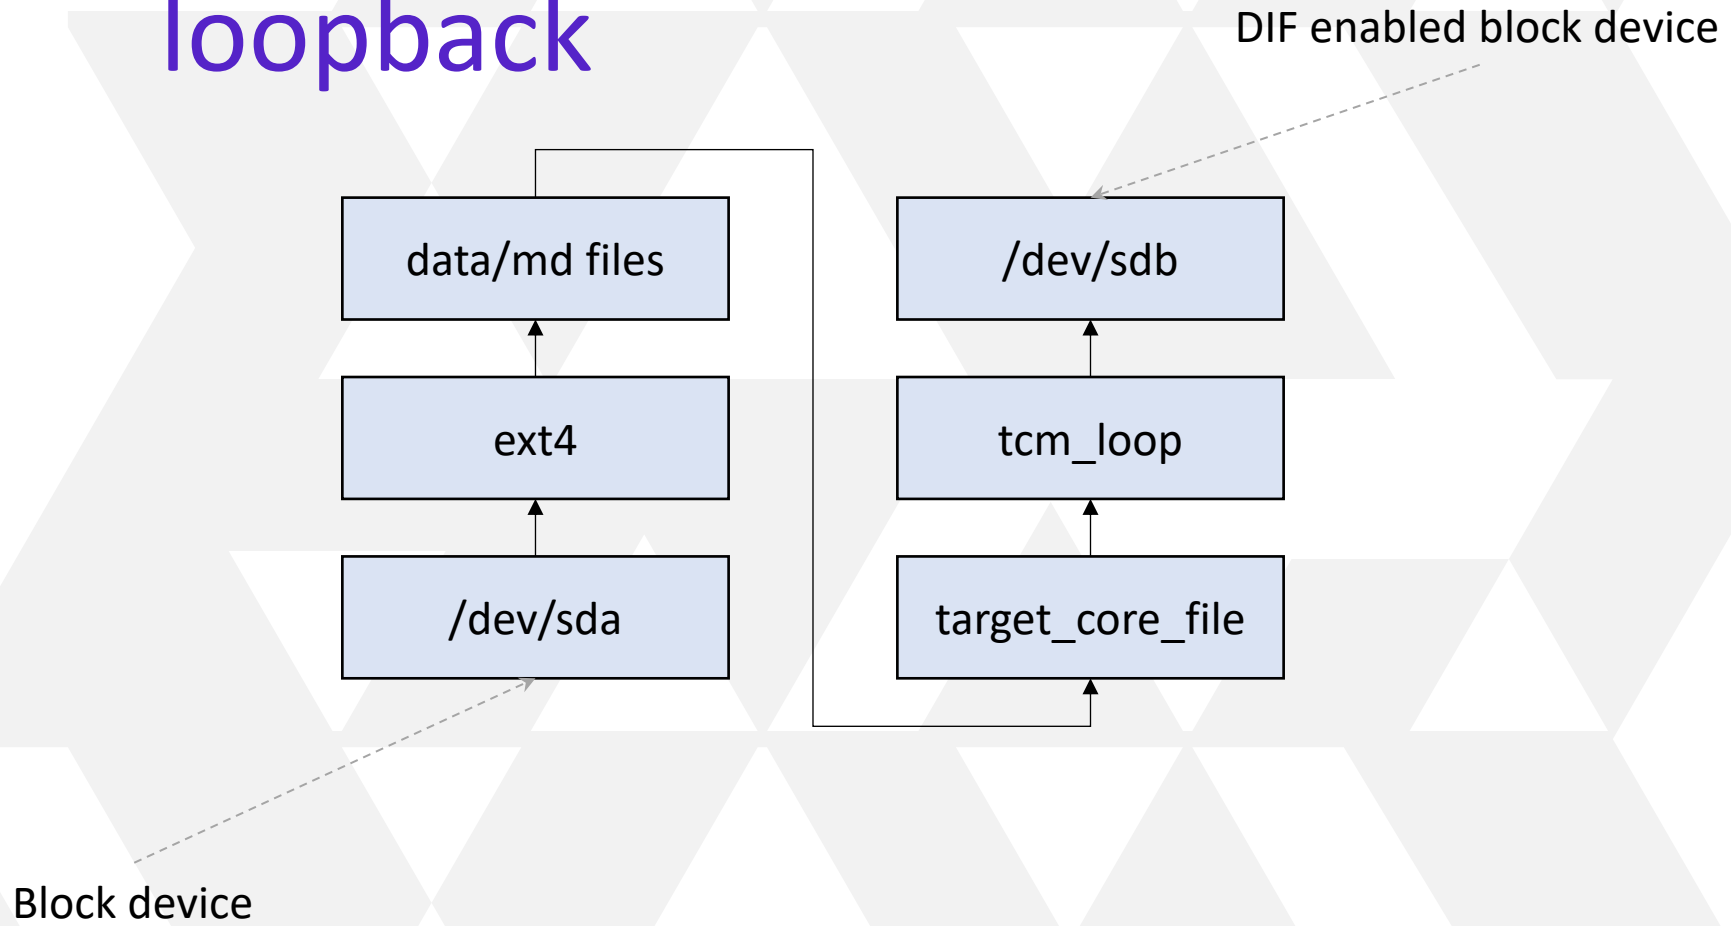 loopback
DIF enabled block device
data/md files
/dev/sdb
ext4
tcm_loop
/dev/sda
target_core_file
Block device